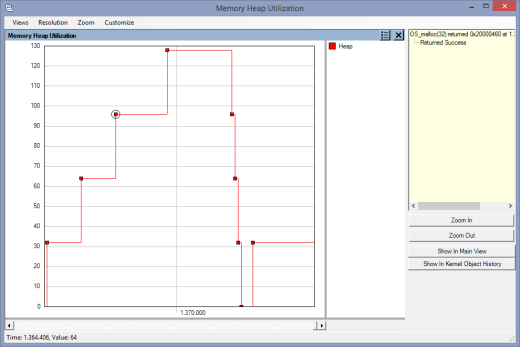 Memory Heap Utilization
Views Resolution Zoom Customize
Memory Heap Utilization
130
120
110
100
90
80
70
60
50
40
30
20
10
0
1.370.000
Heap
OS_malloc(32) returned 0x20000460 at 1.3
Returned Success
Zoom In
Zoom Out
Show In Main View
Show In Kernel Object History
Time: 1.364.406, Value: 64